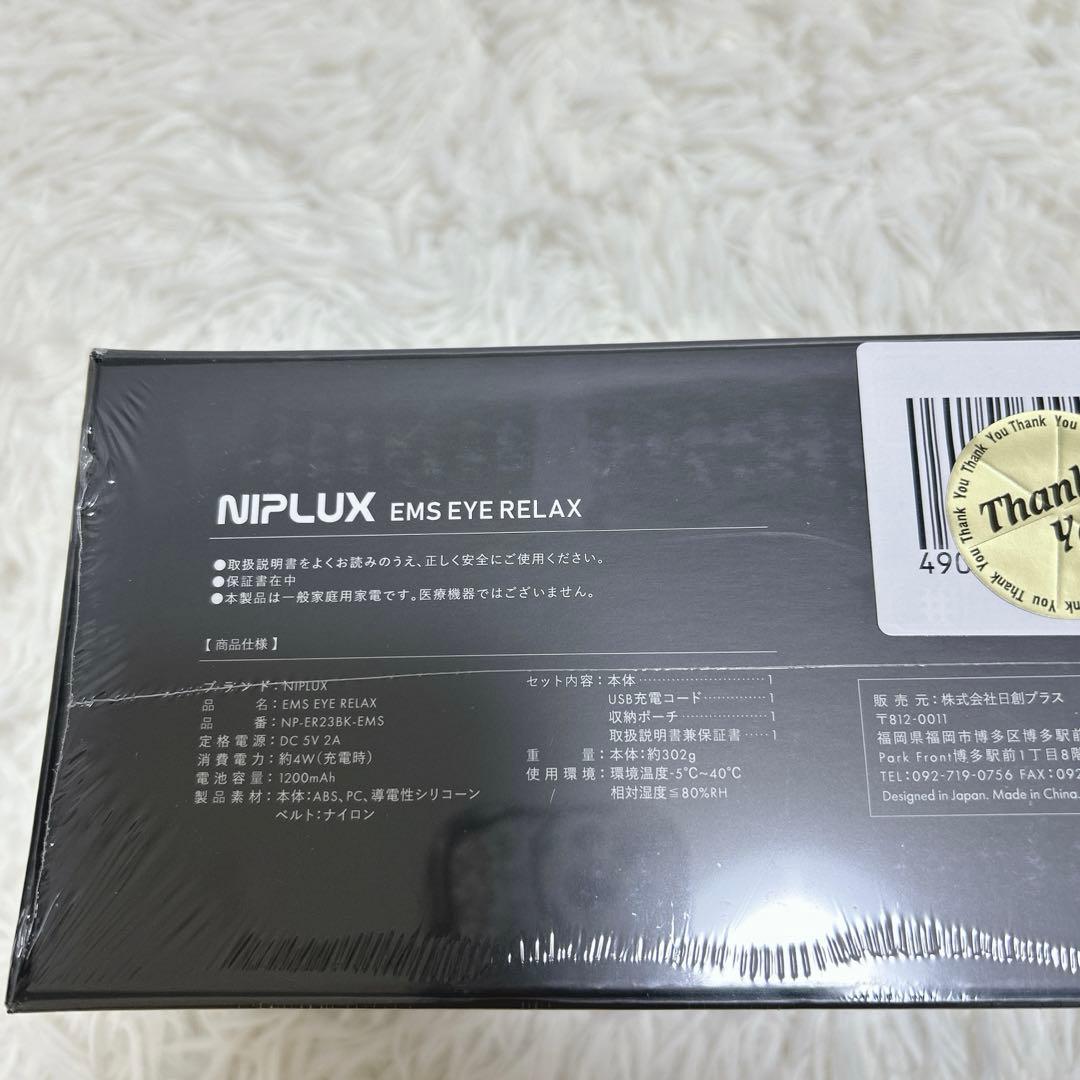 NIPLUX EMS EYE RELAX
●取扱説明書をよくお読みのうえ、正しく安全にご使用ください。
●保証書在中
●本製品は一般家庭用家電です。医療機器ではございません。
【 商品仕様 】
ブランド：NIPLUX
品 名：EMS EYE RELAX
品 番：NP-ER23BK-EMS
定格電源：DC 5V 2A
消費電力：約4W(充電時)
電池容量：1200mAh
製品素材：本体：ABS、PC、導電性シリコーン
ベルト：ナイロン
セット内容：本体・・・・・・・・・・・・・・1
USB充電コード・・・・・・・1
収納ポーチ・・・・・・・・・1
取扱説明書兼保証書・・・・・1
重 量：本体：約302g
使用環境：環境温度-5℃~40℃
/ 相対湿度≦80%RH
販 売 元：株式会社日創プラス
〒812-0011
福岡県福岡市博多区博多駅前
Park Front博多駅前1丁目8階
TEL：092-719-0756 FAX：092
Designed in Japan. Made in China.
490
Thank You Thank You Thank You Thank You Thank You
Thank
Yo